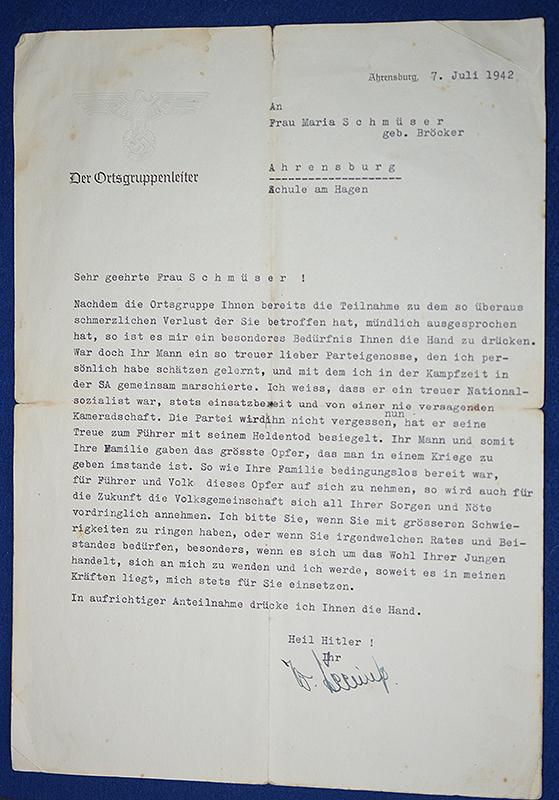 Ahrensburg, 7. Juli 1942
An
Frau Maria S c h m ü s e r
geb. Bröcker
A h r e n s b u r g
Schule am Hagen
Der Ortsgruppenleiter
Sehr geehrte Frau S c h m ü s e r !
Nachdem die Ortsgruppe Ihnen bereits die Teilnahme zu dem so überaus
schmerzlichen Verlust der Sie betroffen hat, mündlich ausgesprochen
hat, so ist es mir ein besonderes Bedürfnis Ihnen die Hand zu drücken.
War doch Ihr Mann ein so treuer lieber Parteigenosse, den ich per-
sönlich habe schätzen gelernt, und mit dem ich in der Kampfzeit in
der SA gemeinsam marschierte. Ich weiss, dass er ein treuer National-
sozialist war, stets einsatzbereit und von einer nie versagenden
Kameradschaft. Die Partei wird ihn nicht vergessen, nun hat er seine
Treue zum Führer mit seinem Heldentod besiegelt. Ihr Mann und somit
Ihre Familie gaben das grösste Opfer, das man in einem Kriege zu
geben imstande ist. So wie Ihre Familie bedingungslos bereit war,
für Führer und Volk dieses Opfer auf sich zu nehmen, so wird auch für
die Zukunft die Volksgemeinschaft sich all Ihrer Sorgen und Nöte
vordringlich annehmen. Ich bitte Sie, wenn Sie mit grösseren Schwie-
rigkeiten zu ringen haben, oder wenn Sie irgendwelchen Rates und Bei-
standes bedürfen, besonders, wenn es sich um das Wohl Ihrer Jungen
handelt, sich an mich zu wenden und ich werde, soweit es in meinen
Kräften liegt, mich stets für Sie einsetzen.
In aufrichtiger Anteilnahme drücke ich Ihnen die Hand.
Heil Hitler !
Ihr